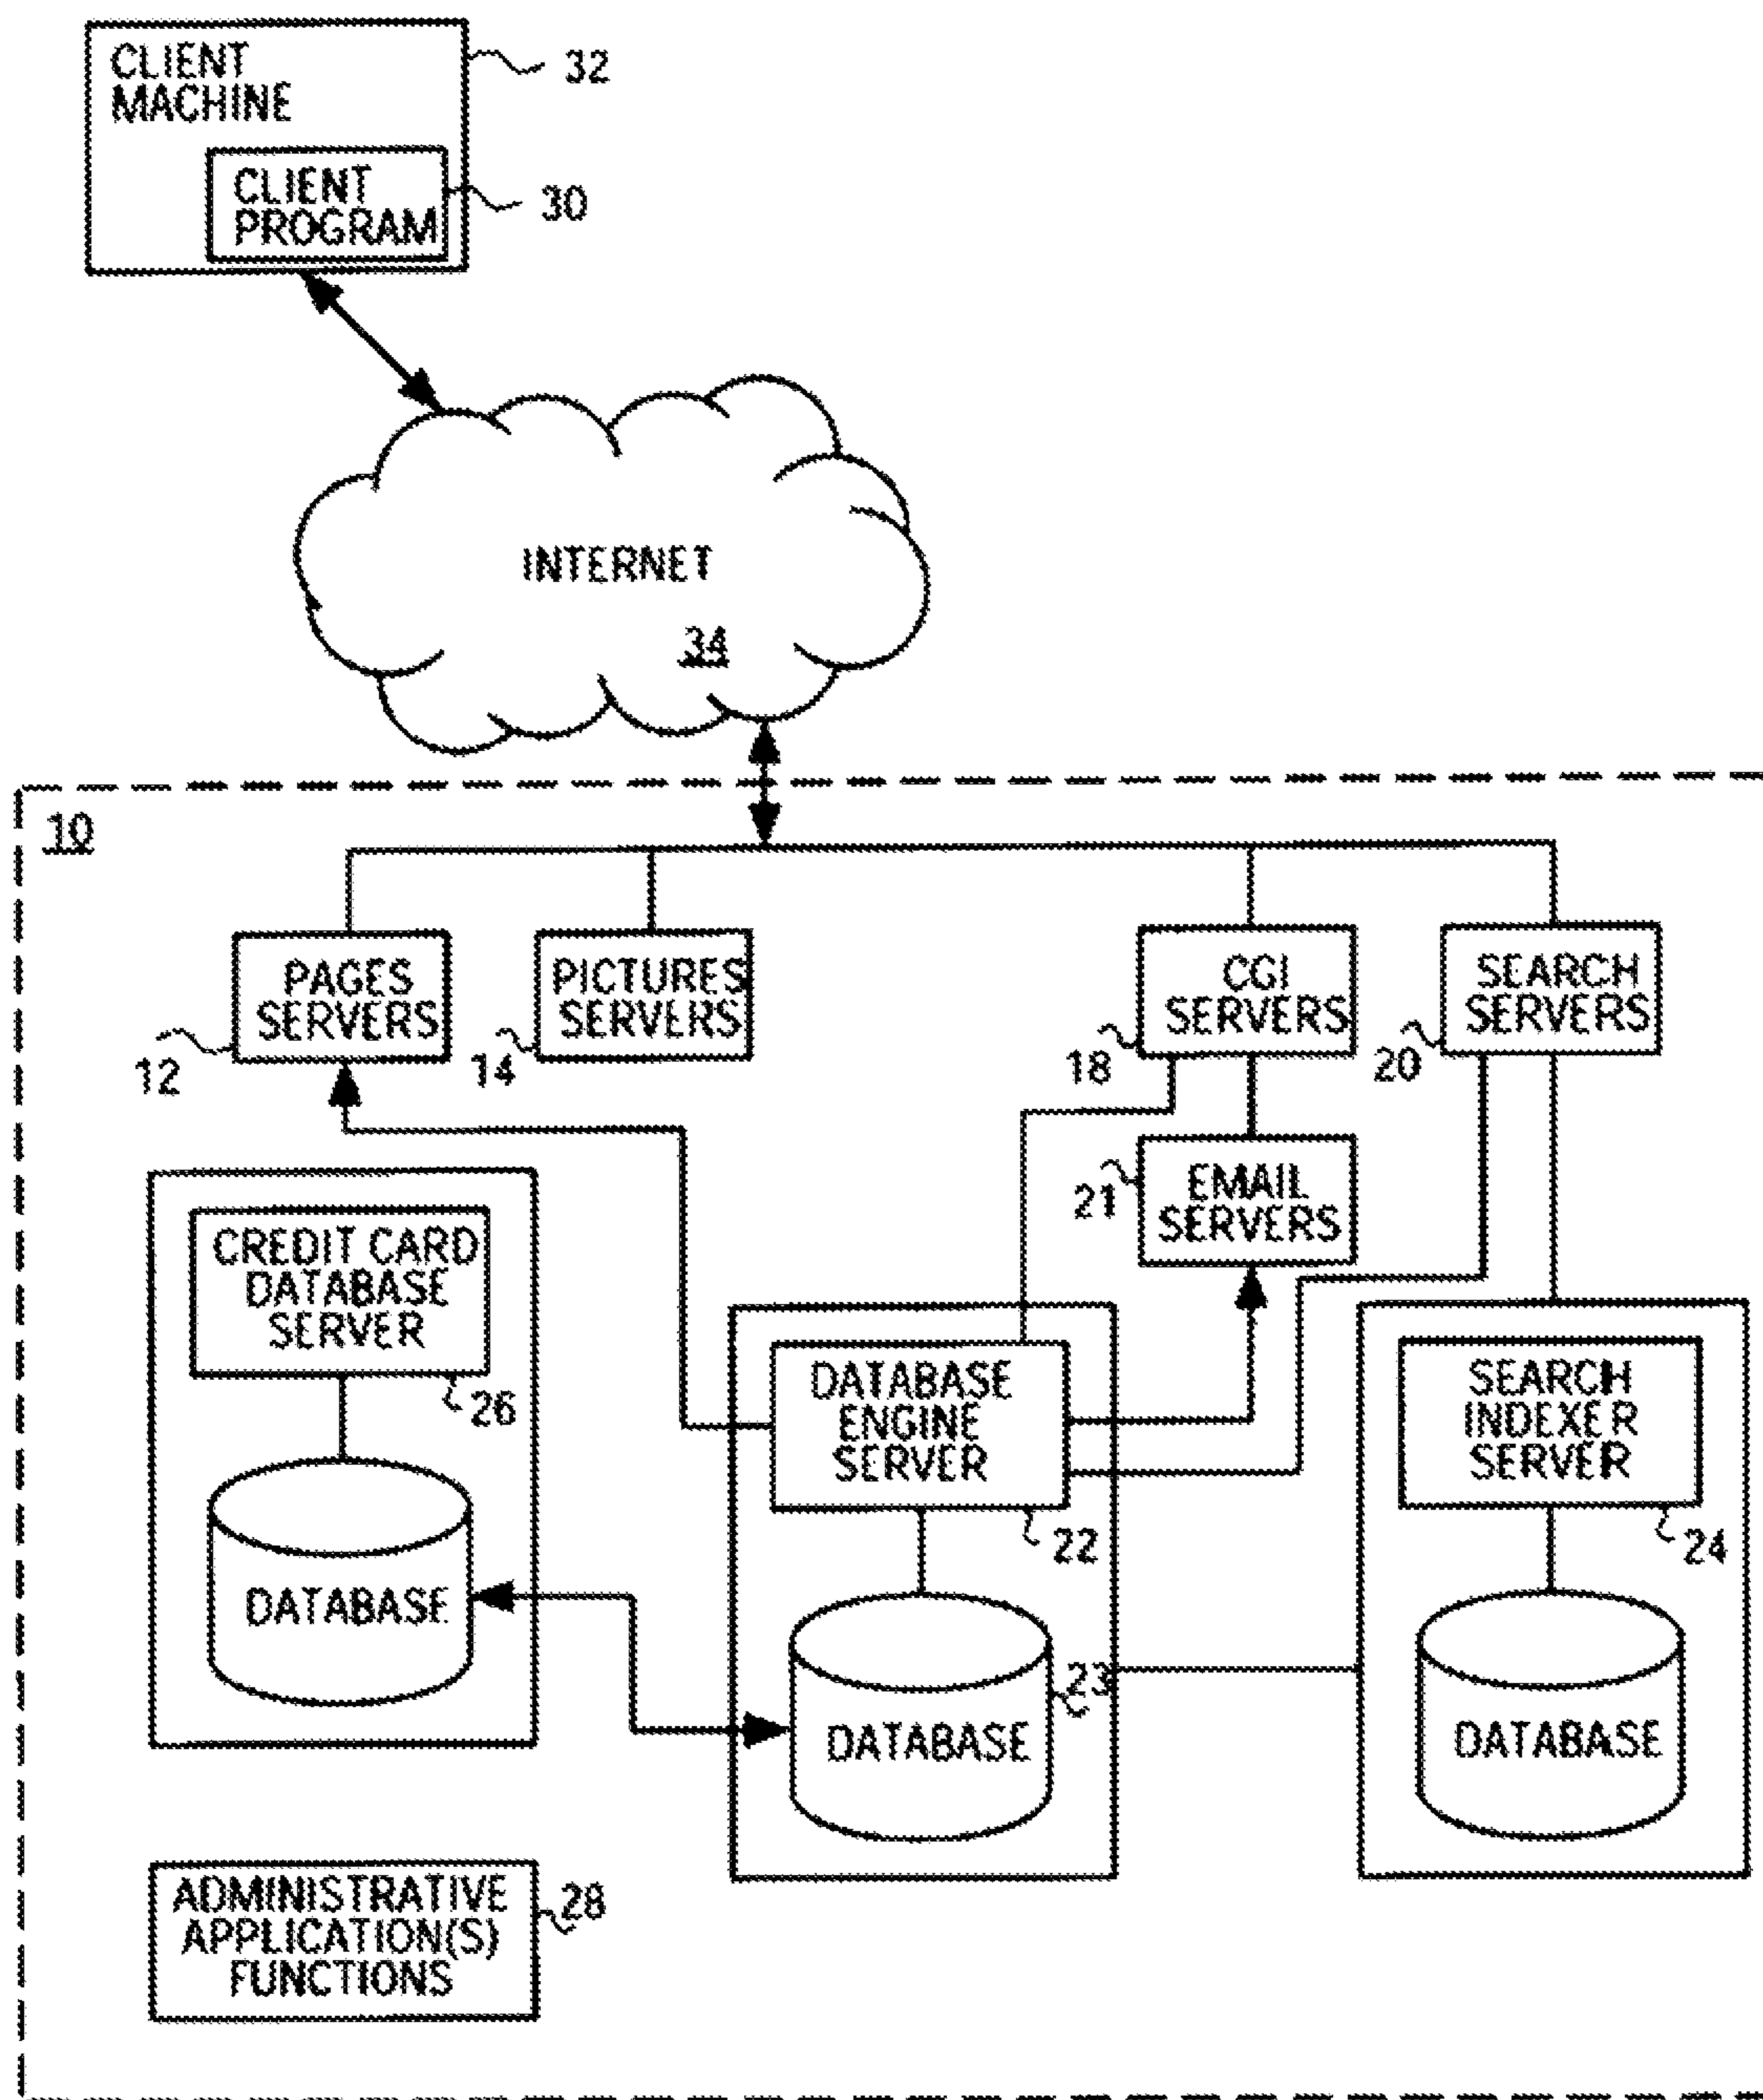 CLIENT
MACHINE
32
CLIENT
PROGRAM
30
INTERNET
34
10
PAGES
SERVERS
12
PICTURES
SERVERS
14
CGI
SERVERS
18
SEARCH
SERVERS
20
EMAIL
SERVERS
21
CREDIT CARD
DATABASE
SERVER
26
DATABASE
DATABASE
ENGINE
SERVER
22
23
DATABASE
SEARCH
INDEXER
SERVER
24
DATABASE
ADMINISTRATIVE
APPLICATION(S)
FUNCTIONS
28